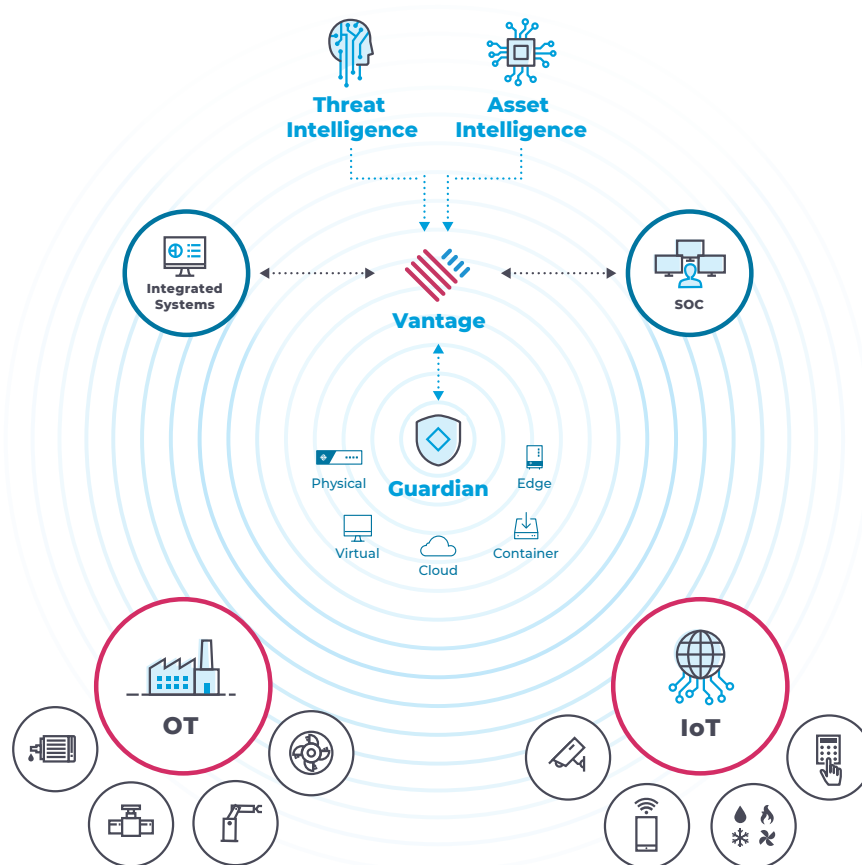 Threat
Intelligence
Asset
Intelligence
Integrated
Systems
SOC
Vantage
Physical
Guardian
Edge
Virtual
Cloud
Container
OT
IoT